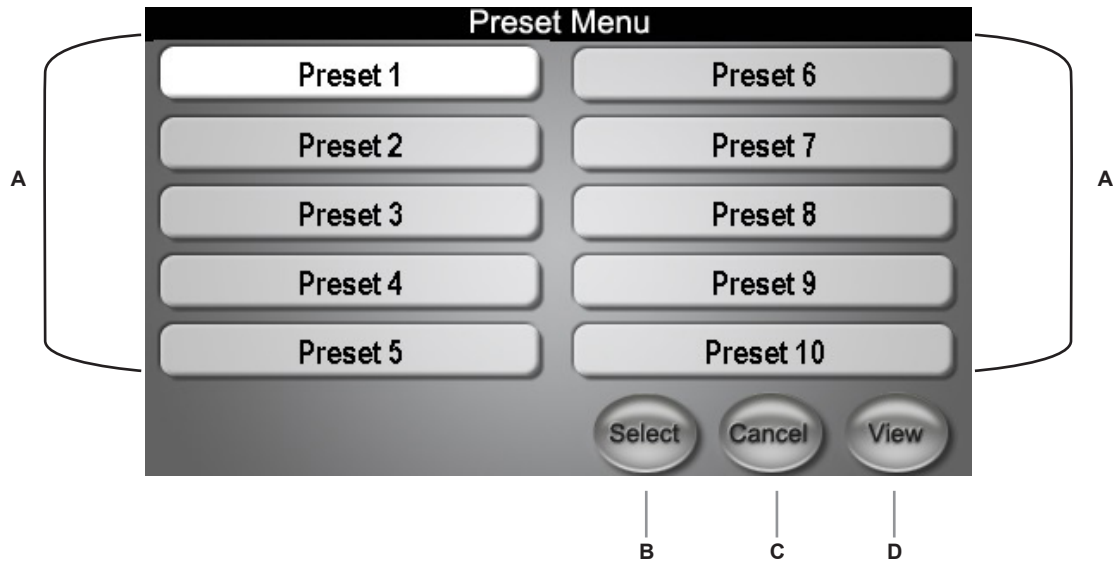 Preset Menu
Preset 1
Preset 2
Preset 3
Preset 4
Preset 5
Preset 6
Preset 7
Preset 8
Preset 9
Preset 10
Select Cancel View
A
A
B C D